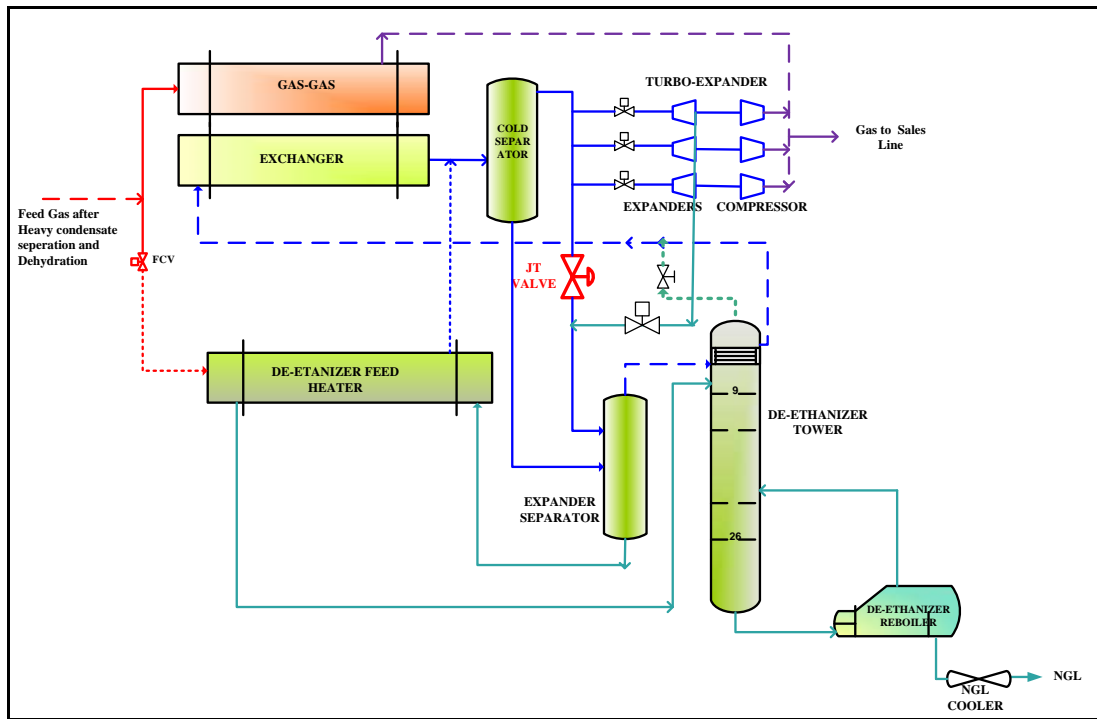 GAS-GAS
TURBO-EXPANDER
COLD
SEPAR
ATOR
Gas to Sales
Line
EXCHANGER
EXPANDERS
COMPRESSOR
Feed Gas after
Heavy condensate
seperation and
Dehydration
FCV
JT
VALVE
DE-ETANIZER FEED
HEATER
9
DE-ETHANIZER
TOWER
EXPANDER
SEPARATOR
26
DE-ETHANIZER
REBOILER
NGL
NGL
COOLER